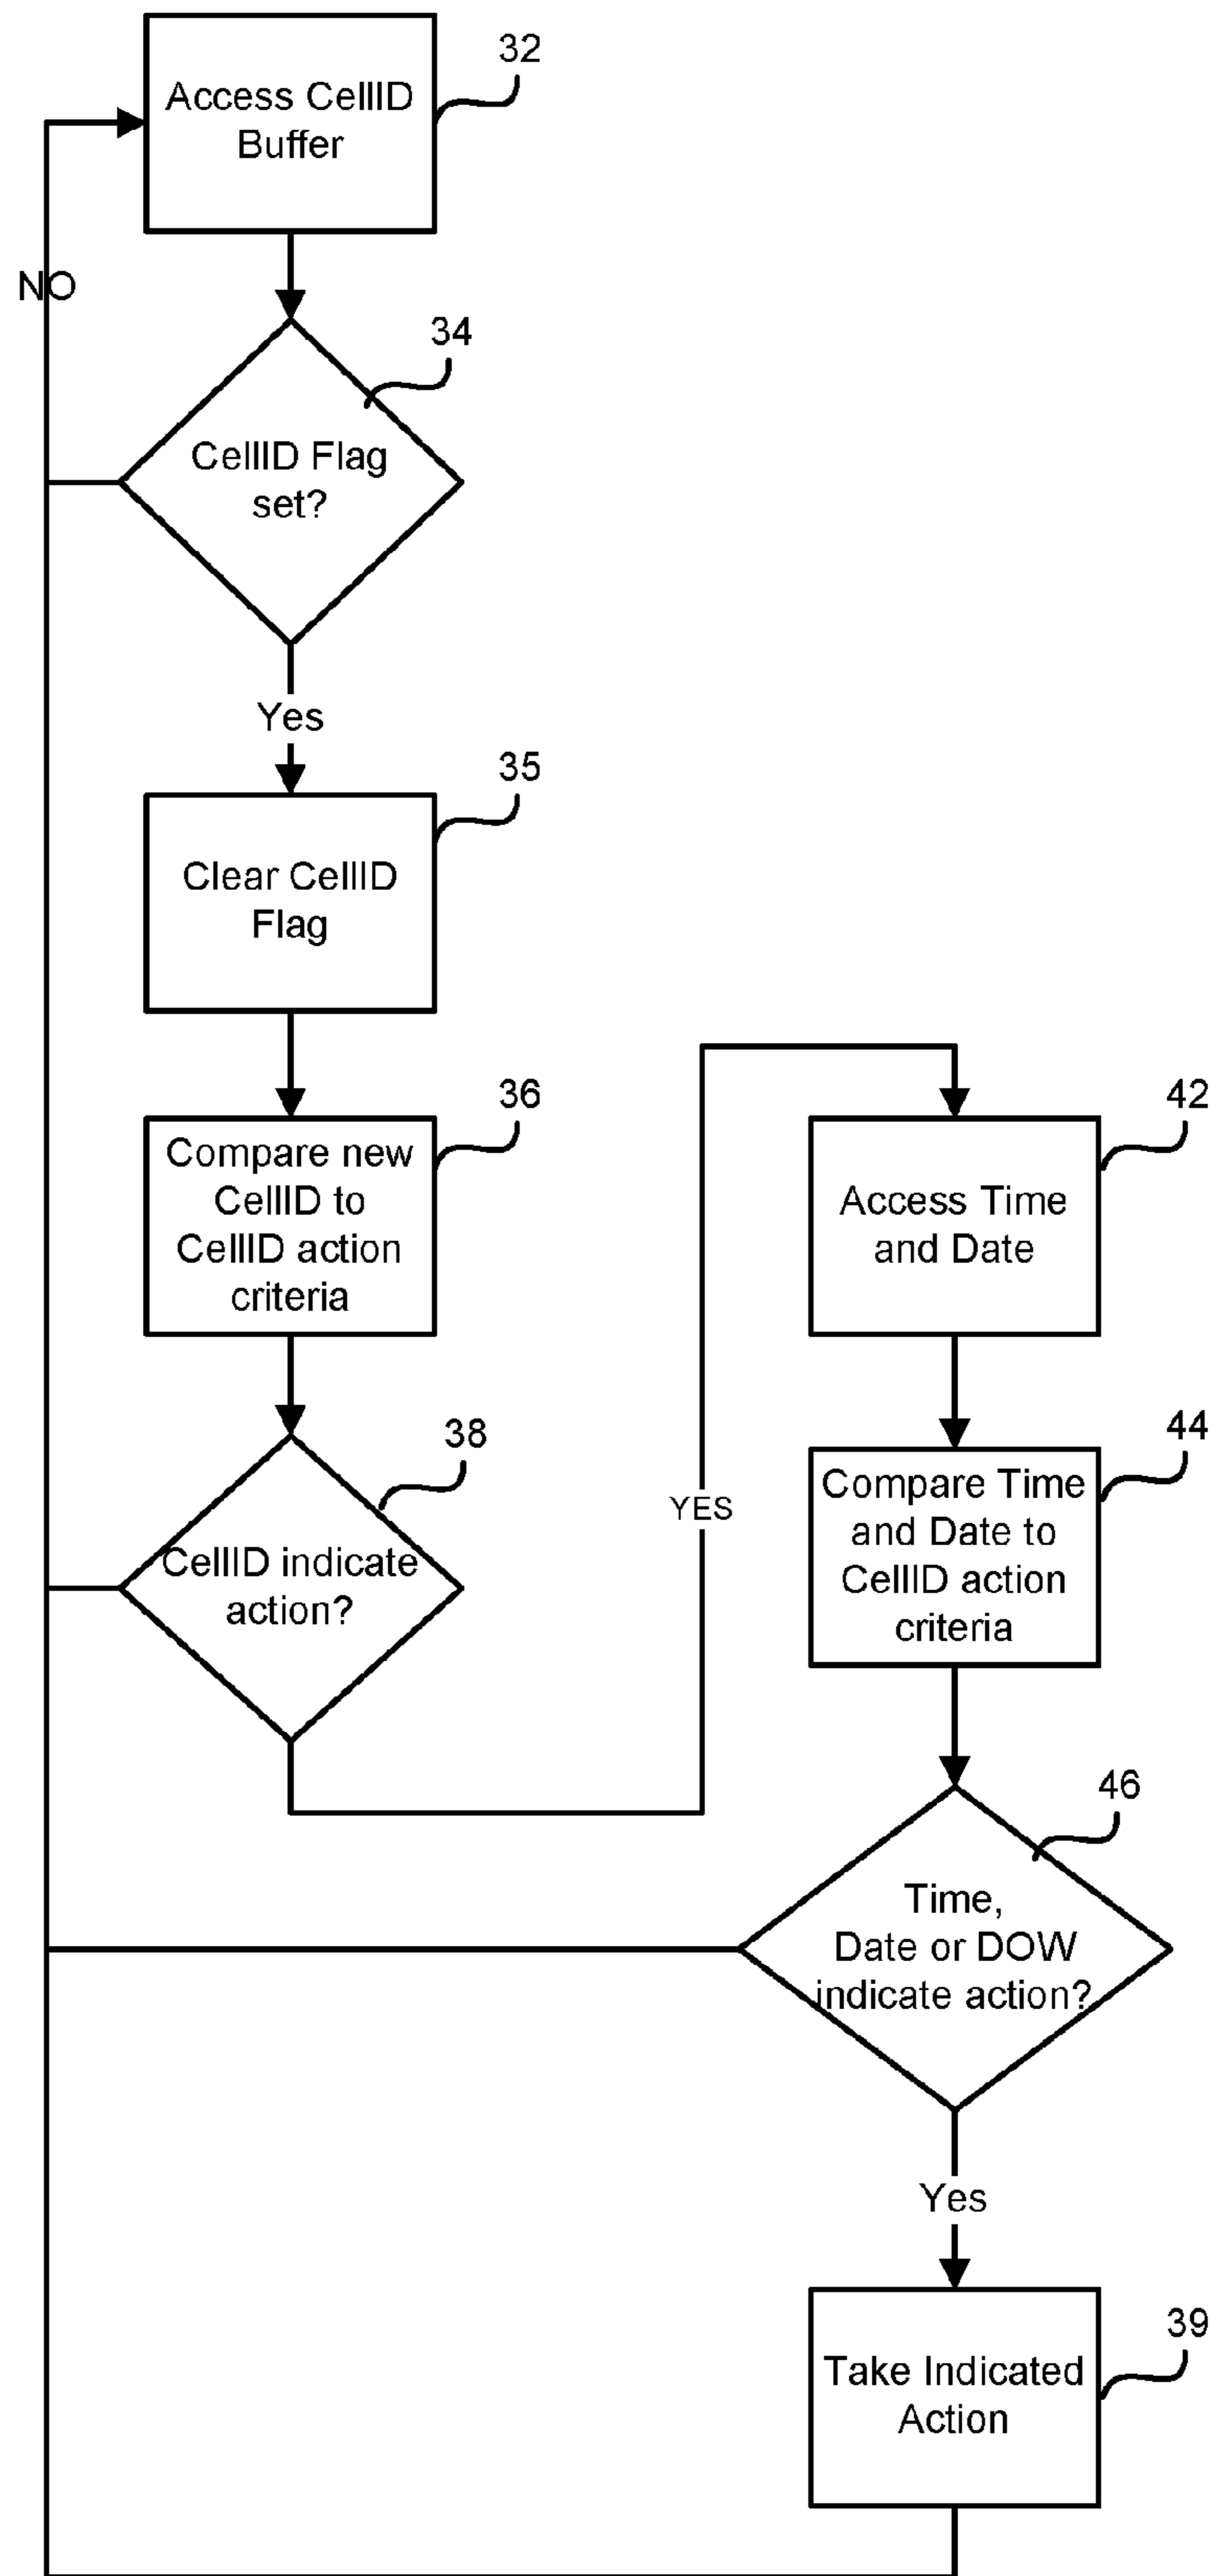 32
Access CellID
Buffer
NO
34
CellID Flag
set?
Yes
35
Clear CellID
Flag
36
Compare new
CellID to
CellID action
criteria
38
CellID indicate
action?
YES
42
Access Time
and Date
44
Compare Time
and Date to
CellID action
criteria
46
Time,
Date or DOW
indicate action?
Yes
39
Take Indicated
Action